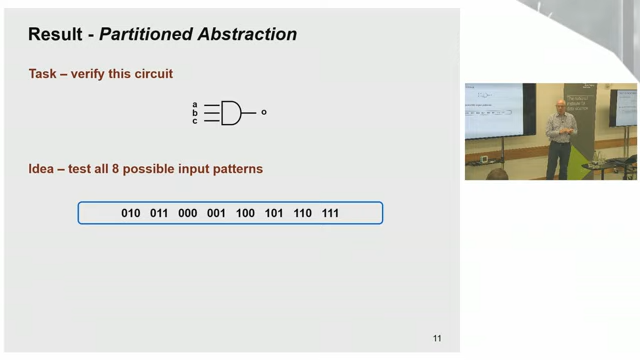 Result - Partitioned Abstraction
Task – verify this circuit
a
b
c
o
Idea – test all 8 possible input patterns
010 011 000 001 100 101 110 111
11